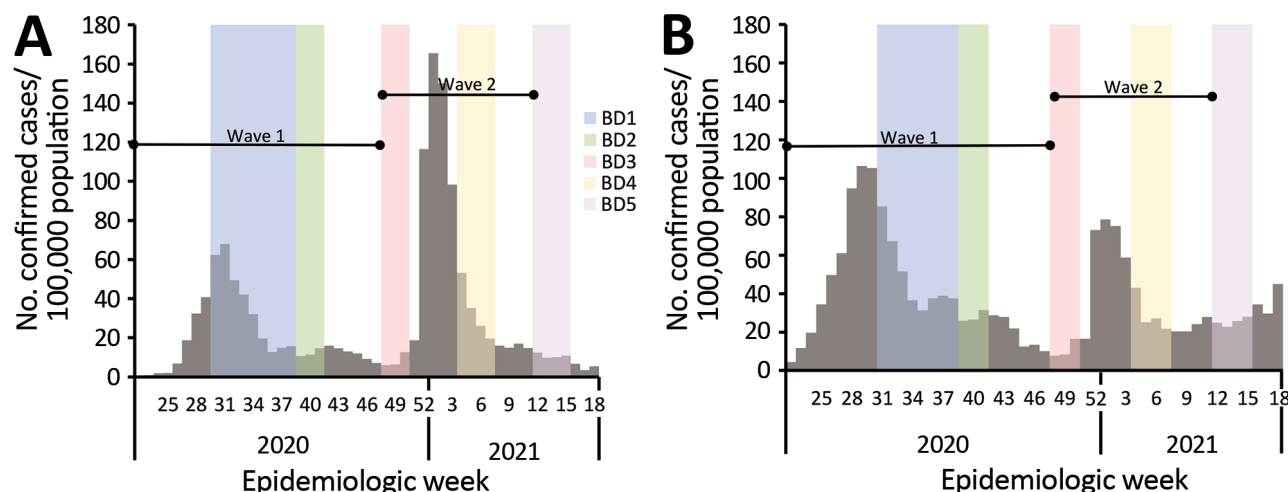 A
No. confirmed cases/
100,000 population
180
160
140
120
100
80
60
40
20
0
Wave 1
Wave 2
BD1
BD2
BD3
BD4
BD5
25 28 31 34 37 40 43 46 49 52 3 6 9 12 15 18
2020 2021
Epidemiologic week
B
No. confirmed cases/
100,000 population
180
160
140
120
100
80
60
40
20
0
Wave 1
Wave 2
25 28 31 34 37 40 43 46 49 52 3 6 9 12 15 18
2020 2021
Epidemiologic week